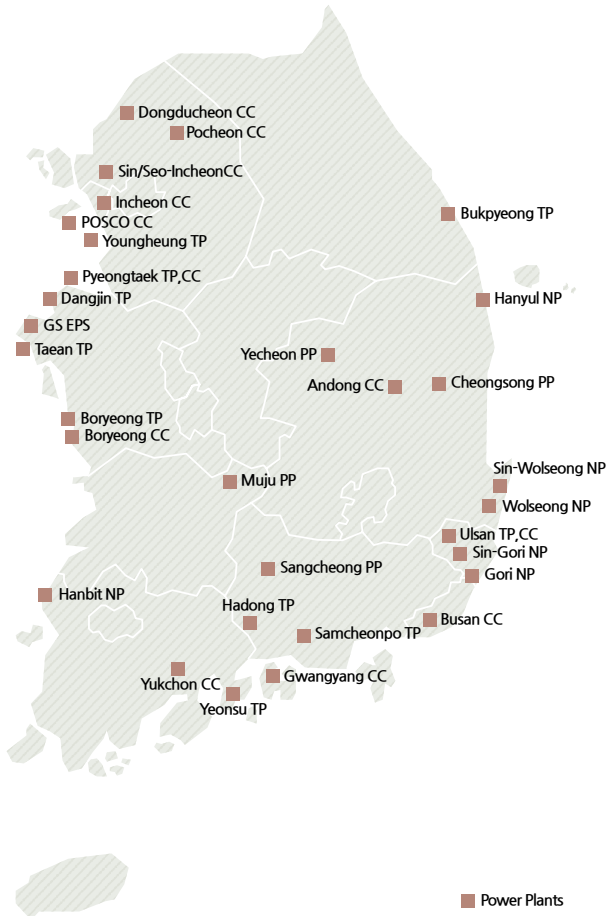 Dongducheon CC
Pocheon CC
Sin/Seo-IncheonCC
Incheon CC
Bukpyeong TP
POSCO CC
Youngheung TP
Pyeongtaek TP,CC
Dangjin TP
Hanyul NP
GS EPS
Taean TP
Yecheon PP
Andong CC
Cheongsong PP
Boryeong TP
Boryeong CC
Sin-Wolseong NP
Muju PP
Wolseong NP
Ulsan TP,CC
Sin-Gori NP
Sangcheong PP
Gori NP
Hanbit NP
Hadong TP
Busan CC
Samcheonpo TP
Gwangyang CC
Yukchon CC
Yeonsu TP
Power Plants